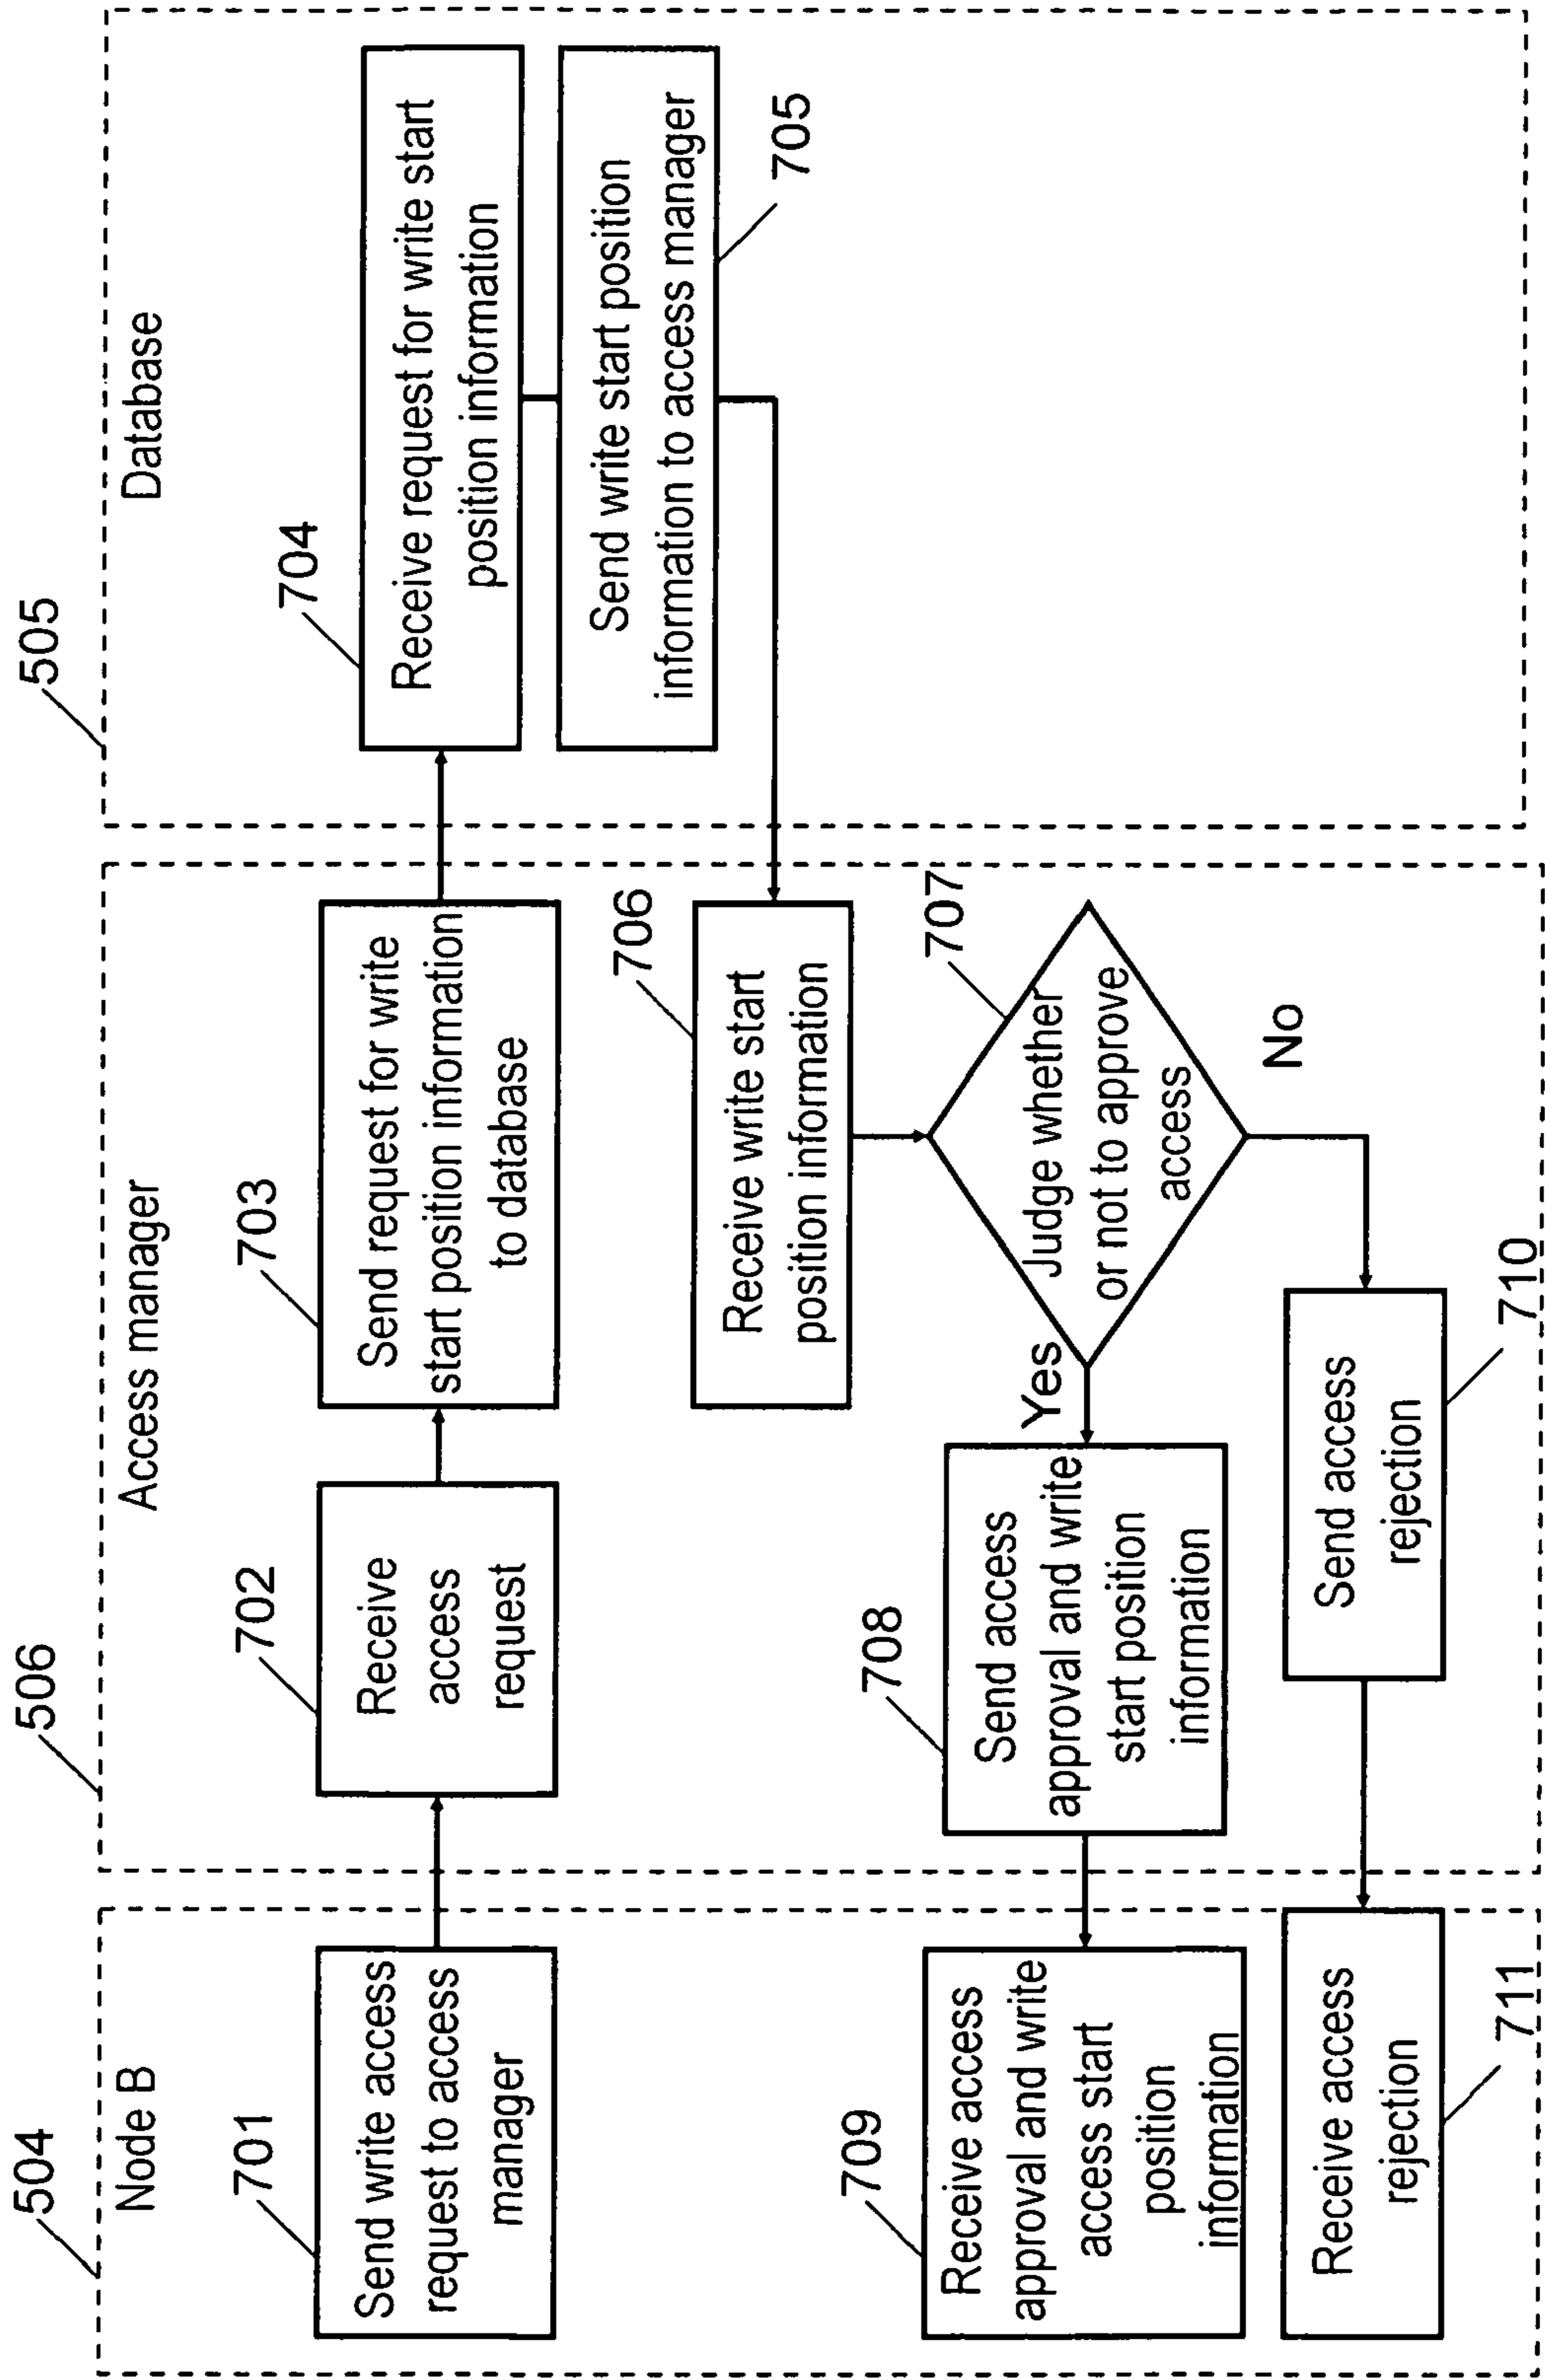 504
Node B
701
Send write access
request to access
manager
709
Receive access
approval and write
access start
position
information
Receive access
rejection
711
506
Access manager
702
Receive
access
request
703
Send request for write
start position information
to database
706
Receive write start
position information
707
Judge whether
or not to approve
access
Yes
No
708
Send access
approval and write
start position
information
Send access
rejection
710
505
Database
704
Receive request for write start
position information
Send write start position
information to access manager
705